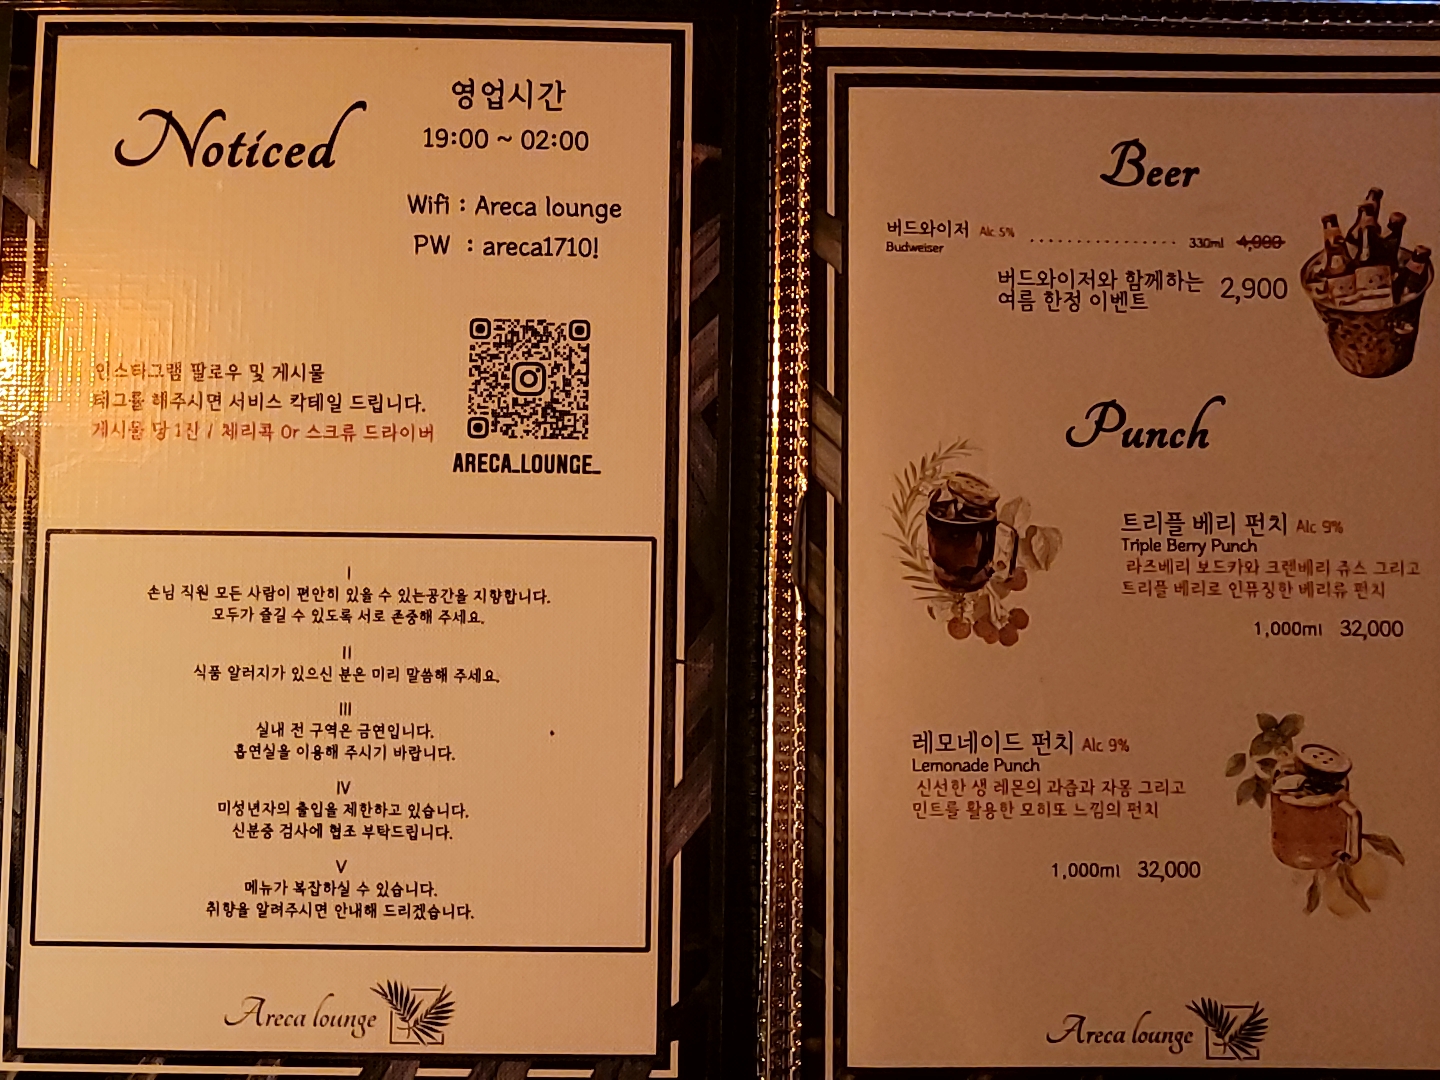 Noticed
영업시간
19:00 ~ 02:00
Wifi : Areca lounge
PW : areca1710!
인스타그램 팔로우 및 게시물
태그를 해주시면 서비스 칵테일 드립니다.
게시물 당 1잔 / 체리콕 Or 스크류 드라이버
ARECA_LOUNGE_
I
손님 직원 모든 사람이 편안히 있을 수 있는공간을 지향합니다.
모두가 즐길 수 있도록 서로 존중해 주세요.
II
식품 알러지가 있으신 분은 미리 말씀해 주세요.
III
실내 전 구역은 금연입니다.
흡연실을 이용해 주시기 바랍니다.
IV
미성년자의 출입을 제한하고 있습니다.
신분증 검사에 협조 부탁드립니다.
V
메뉴가 복잡하실 수 있습니다.
취향을 알려주시면 안내해 드리겠습니다.
Areca lounge
Beer
버드와이저 Alc 5%
Budweiser ................ 330ml 4,900
버드와이저와 함께하는
여름 한정 이벤트 2,900
Punch
트리플 베리 펀치 Alc 9%
Triple Berry Punch
라즈베리 보드카와 크렌베리 쥬스 그리고
트리플 베리로 인퓨징한 베리류 펀치
1,000ml 32,000
레모네이드 펀치 Alc 9%
Lemonade Punch
신선한 생 레몬의 과즙과 자몽 그리고
민트를 활용한 모히또 느낌의 펀치
1,000ml 32,000
Areca lounge